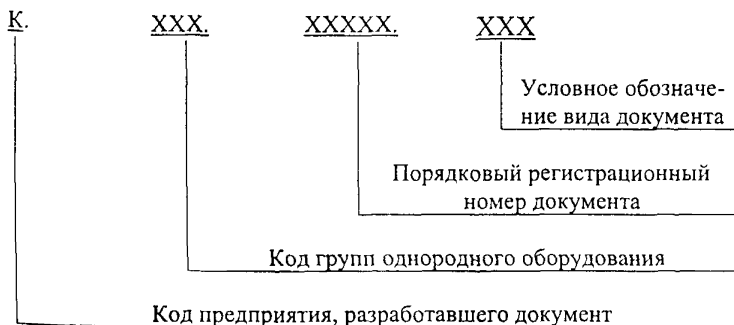 К. XXX. XXXXX. XXX
Условное обозначе-
ние вида документа
Порядковый регистрационный
номер документа
Код групп однородного оборудования
Код предприятия, разработавшего документ